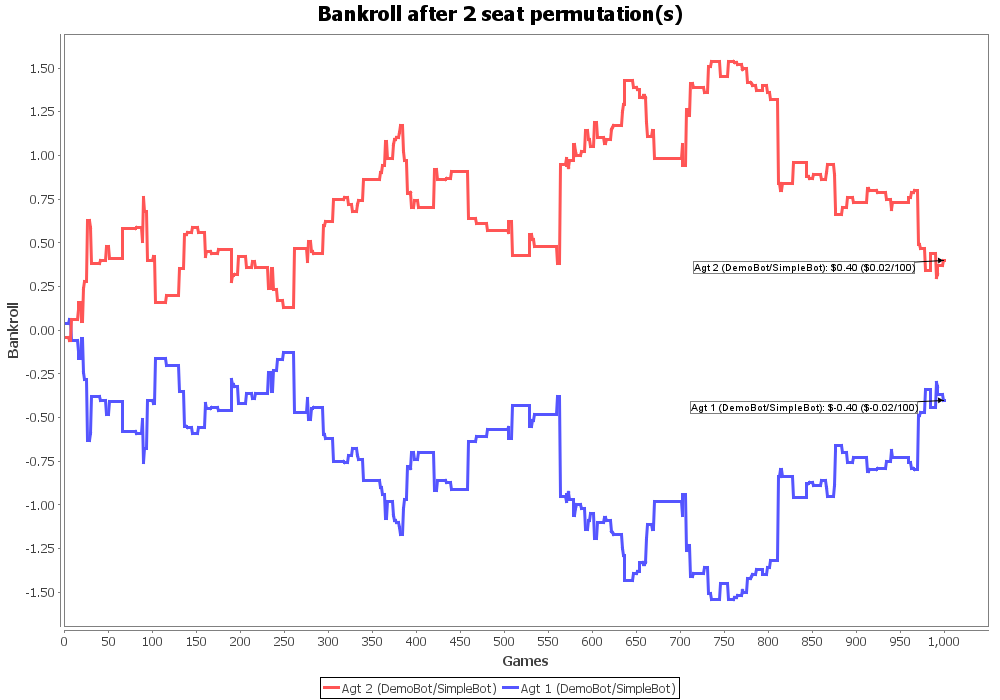 Bankroll after 2 seat permutation(s)
Bankroll
1.50
1.25
1.00
0.75
0.50
0.25
0.00
-0.25
-0.50
-0.75
-1.00
-1.25
-1.50
Agt 2 (DemoBot/SimpleBot): $0.40 ($0.02/100)
Agt 1 (DemoBot/SimpleBot): $-0.40 ($-0.02/100)
0 50 100 150 200 250 300 350 400 450 500 550 600 650 700 750 800 850 900 950 1,000
Games
Agt 2 (DemoBot/SimpleBot) Agt 1 (DemoBot/SimpleBot)